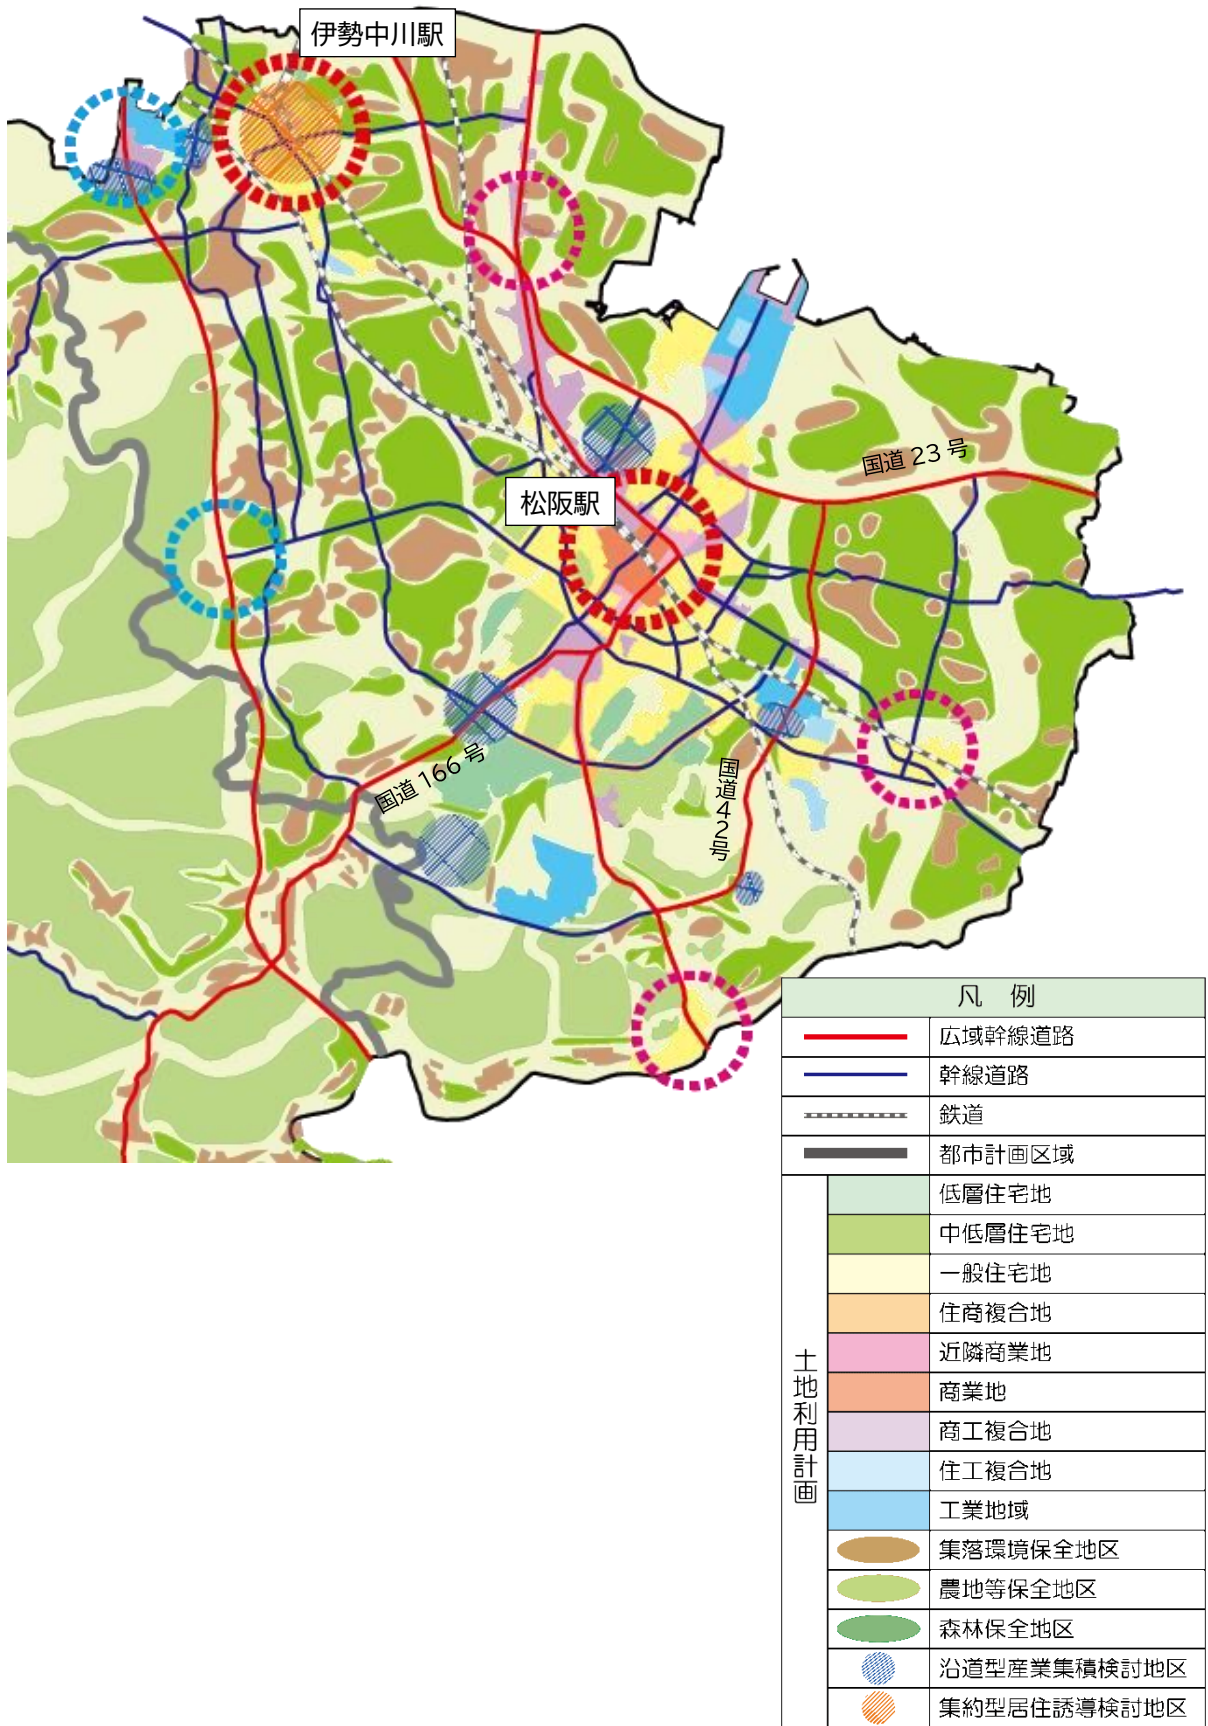 伊勢中川駅
国道23号
松阪駅
国道166号
国道42号
凡 例
広域幹線道路
幹線道路
鉄道
都市計画区域
土地利用計画
低層住宅地
中低層住宅地
一般住宅地
住商複合地
近隣商業地
商業地
商工複合地
住工複合地
工業地域
集落環境保全地区
農地等保全地区
森林保全地区
沿道型産業集積検討地区
集約型居住誘導検討地区